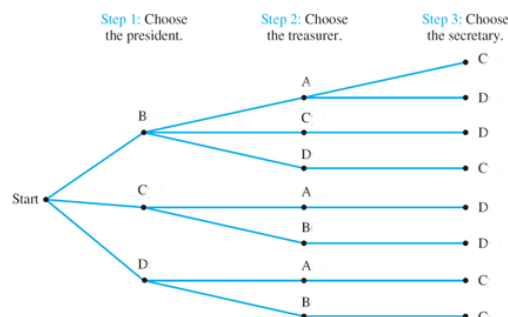 Step 1: Choose the president.
Step 2: Choose the treasurer.
Step 3: Choose the secretary.
C
A
D
B
C
D
D
C
Start
C
A
D
B
D
D
A
C
B
C